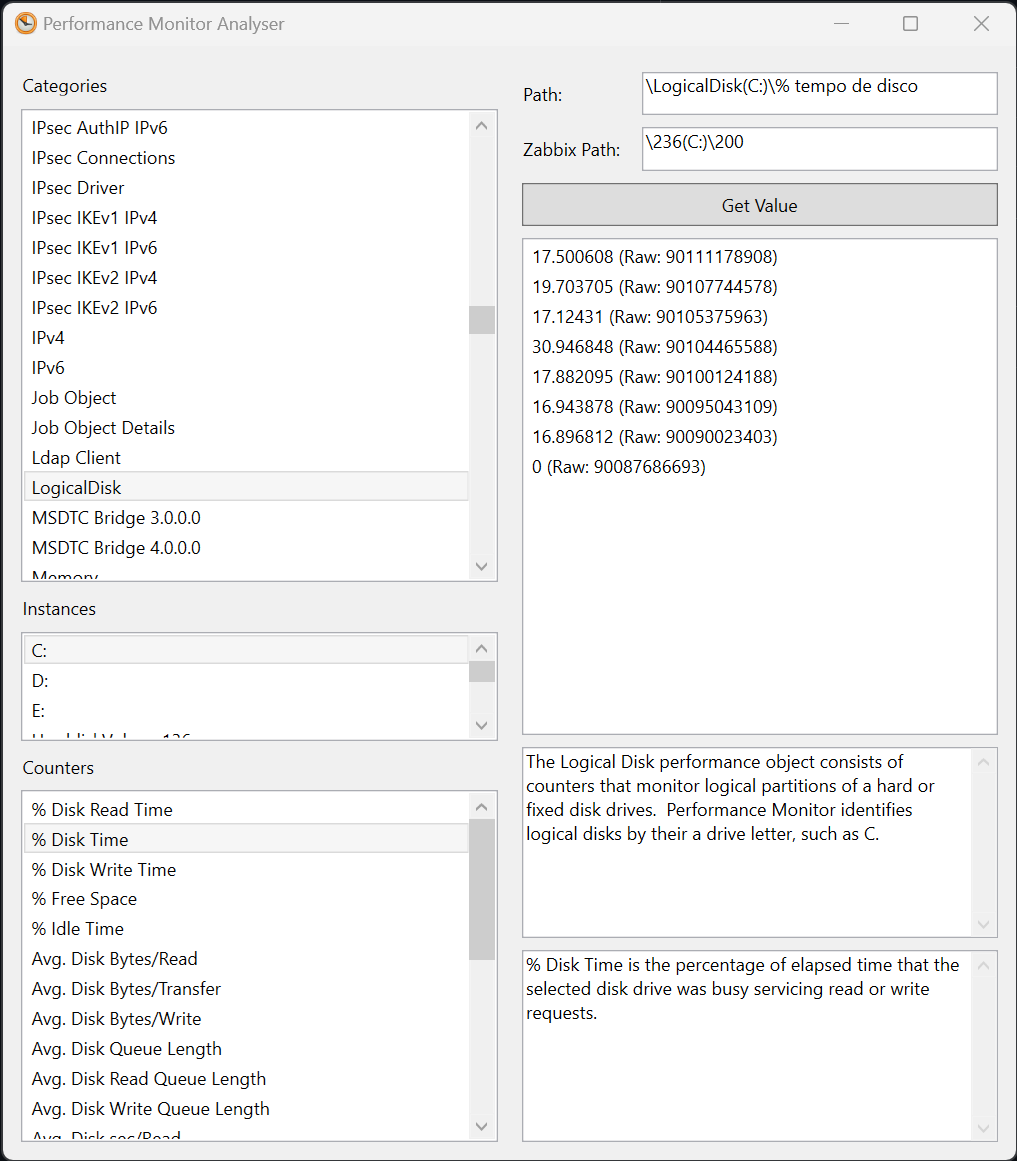 Performance Monitor Analyser
Categories
IPsec AuthIP IPv6
IPsec Connections
IPsec Driver
IPsec IKEv1 IPv4
IPsec IKEv1 IPv6
IPsec IKEv2 IPv4
IPsec IKEv2 IPv6
IPv4
IPv6
Job Object
Job Object Details
Ldap Client
LogicalDisk
MSDTC Bridge 3.0.0.0
MSDTC Bridge 4.0.0.0
Memory
Instances
C:
D:
E:
Counters
% Disk Read Time
% Disk Time
% Disk Write Time
% Free Space
% Idle Time
Avg. Disk Bytes/Read
Avg. Disk Bytes/Transfer
Avg. Disk Bytes/Write
Avg. Disk Queue Length
Avg. Disk Read Queue Length
Avg. Disk Write Queue Length
Avg. Disk sec/Read
Path:
\LogicalDisk(C:)\% tempo de disco
Zabbix Path:
\236(C:)\200
Get Value
17.500608 (Raw: 90111178908)
19.703705 (Raw: 90107744578)
17.12431 (Raw: 90105375963)
30.946848 (Raw: 90104465588)
17.882095 (Raw: 90100124188)
16.943878 (Raw: 90095043109)
16.896812 (Raw: 90090023403)
0 (Raw: 90087686693)
The Logical Disk performance object consists of
counters that monitor logical partitions of a hard or
fixed disk drives.  Performance Monitor identifies
logical disks by their a drive letter, such as C.
% Disk Time is the percentage of elapsed time that the
selected disk drive was busy servicing read or write
requests.